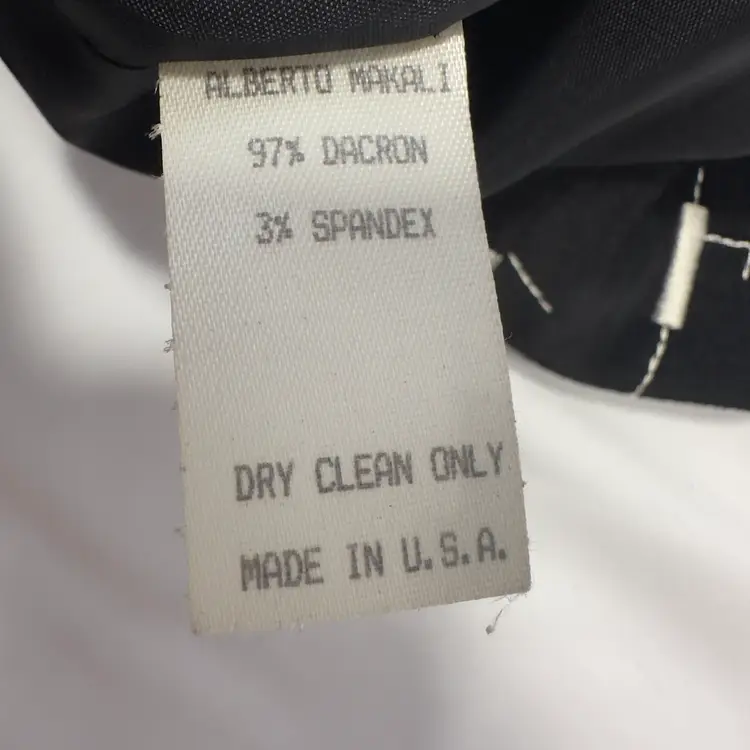 ALBERTO MAKALI
97% DACRON
3% SPANDEX
DRY CLEAN ONLY
MADE IN U.S.A.